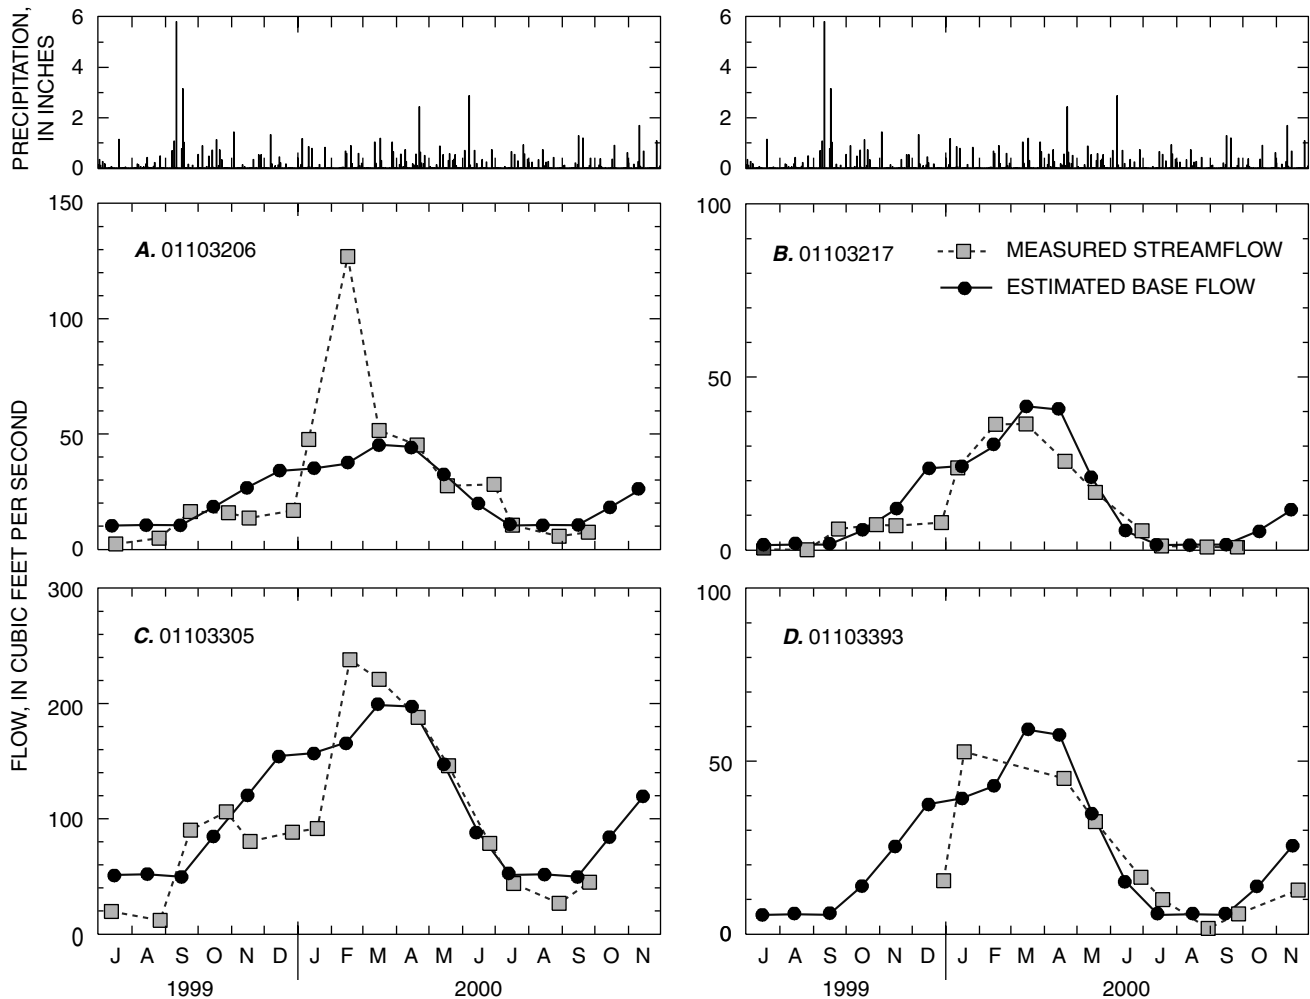 PRECIPITATION,
IN INCHES
6
4
2
0
6
4
2
0
FLOW, IN CUBIC FEET PER SECOND
150
100
50
0
A. 01103206
100
50
0
B. 01103217
MEASURED STREAMFLOW
ESTIMATED BASE FLOW
300
200
100
0
C. 01103305
100
50
0
D. 01103393
J A S O N D J F M A M J J A S O N
1999 2000
J A S O N D J F M A M J J A S O N
1999 2000